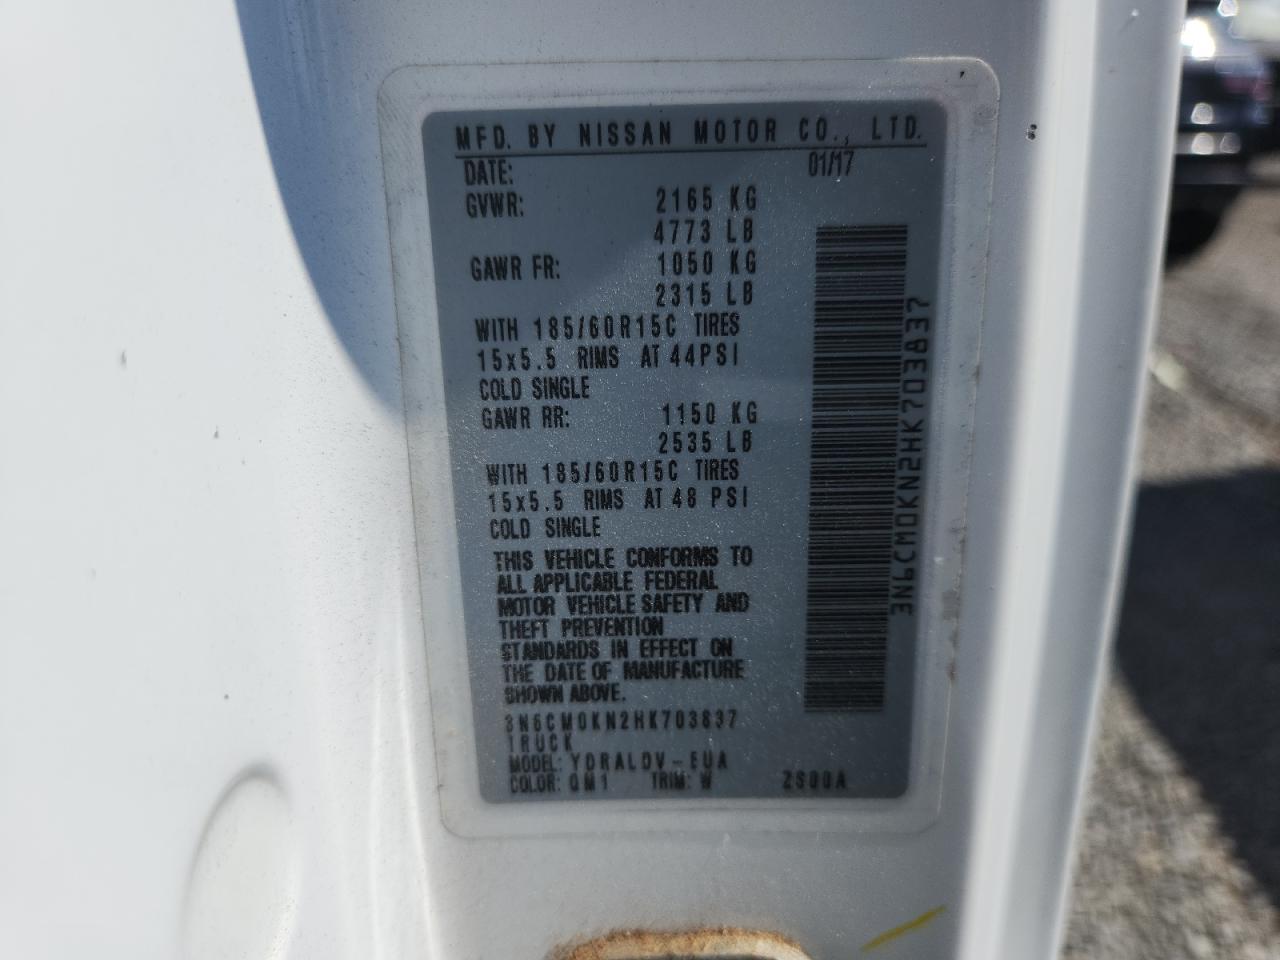 MFD. BY NISSAN MOTOR CO., LTD.
DATE: 01/17
GVWR: 2165 KG
4773 LB
GAWR FR: 1050 KG
2315 LB
WITH 185/60R15C TIRES
15x5.5 RIMS AT 44PSI
COLD SINGLE
GAWR RR: 1150 KG
2535 LB
WITH 185/60R15C TIRES
15x5.5 RIMS AT 48 PSI
COLD SINGLE
THIS VEHICLE CONFORMS TO
ALL APPLICABLE FEDERAL
MOTOR VEHICLE SAFETY AND
THEFT PREVENTION
STANDARDS IN EFFECT ON
THE DATE OF MANUFACTURE
SHOWN ABOVE.
3N6CM0KN2HK703837
TRUCK
MODEL: YDRALDV-EUA
COLOR: QM1 TRIM: W ZS00A
3N6CM0KN2HK703837